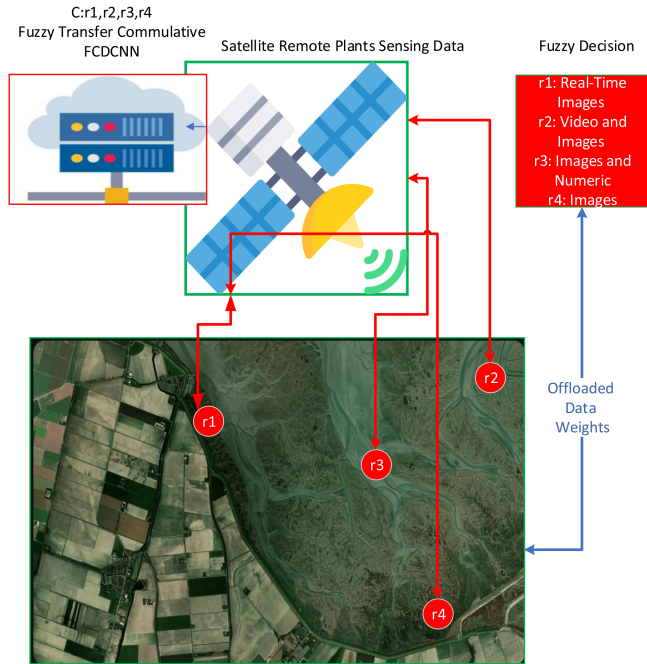 C:r1,r2,r3,r4
Fuzzy Transfer Commulative
FCDCNN
Satellite Remote Plants Sensing Data
Fuzzy Decision
r1: Real-Time
Images
r2: Video and
Images
r3: Images and
Numeric
r4: Images
r1
r2
r3
r4
Offloaded
Data
Weights